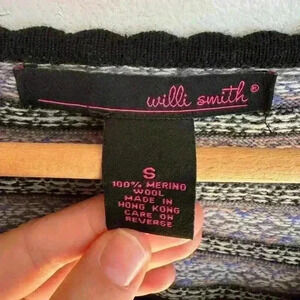 willi smith®
S
100% MERINO
WOOL
MADE IN
HONG KONG
CARE ON
REVERSE